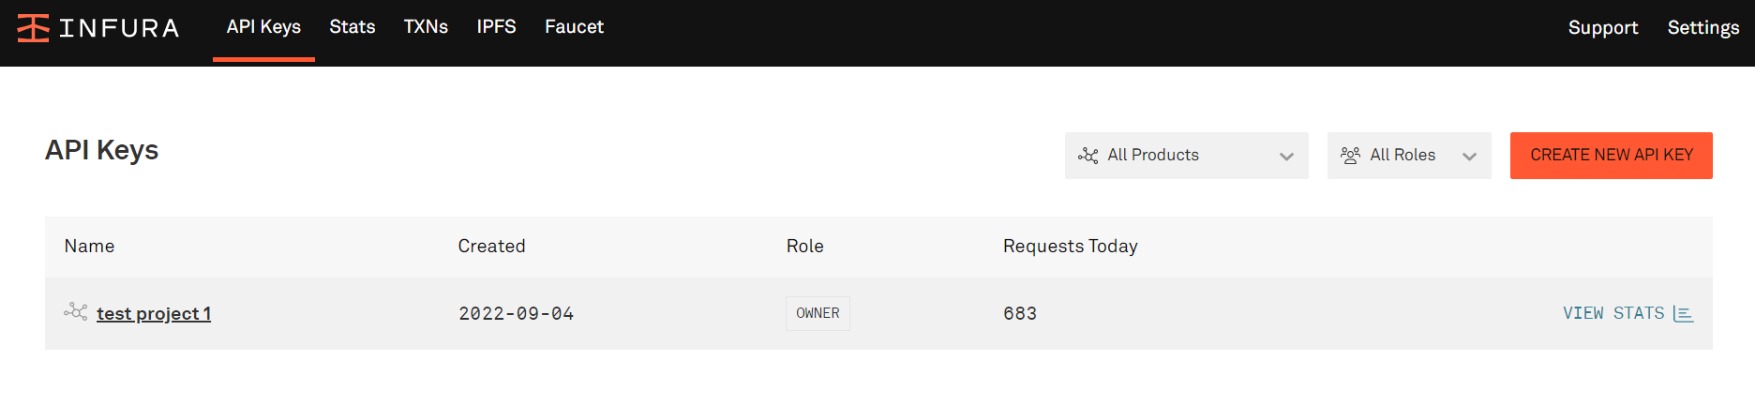 INFURA API Keys Stats TXNs IPFS Faucet Support Settings
API Keys All Products All Roles CREATE NEW API KEY
Name Created Role Requests Today
test project 1 2022-09-04 OWNER 683 VIEW STATS